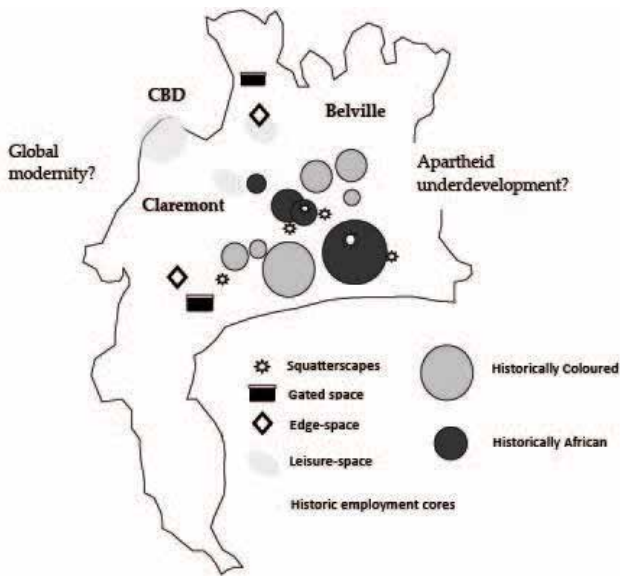 CBD
Belville
Global
modernity?
Apartheid
underdevelopment?
Claremont
Squatterscapes
Gated space
Edge-space
Leisure-space
Historic employment cores
Historically Coloured
Historically African